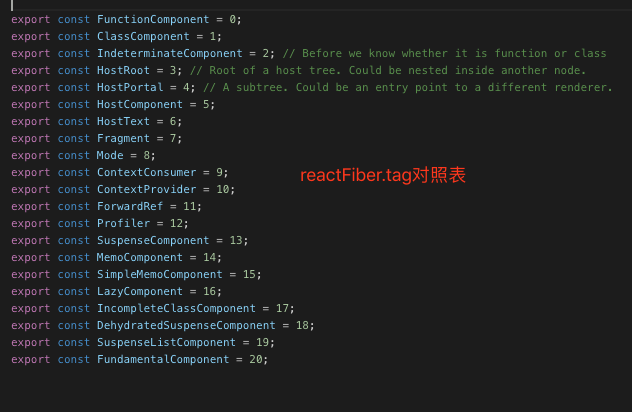 export const FunctionComponent = 0;
export const ClassComponent = 1;
export const IndeterminateComponent = 2; // Before we know whether it is function or class
export const HostRoot = 3; // Root of a host tree. Could be nested inside another node.
export const HostPortal = 4; // A subtree. Could be an entry point to a different renderer.
export const HostComponent = 5;
export const HostText = 6;
export const Fragment = 7;
export const Mode = 8;
export const ContextConsumer = 9;
reactFiber.tag对照表
export const ContextProvider = 10;
export const ForwardRef = 11;
export const Profiler = 12;
export const SuspenseComponent = 13;
export const MemoComponent = 14;
export const SimpleMemoComponent = 15;
export const LazyComponent = 16;
export const IncompleteClassComponent = 17;
export const DehydratedSuspenseComponent = 18;
export const SuspenseListComponent = 19;
export const FundamentalComponent = 20;